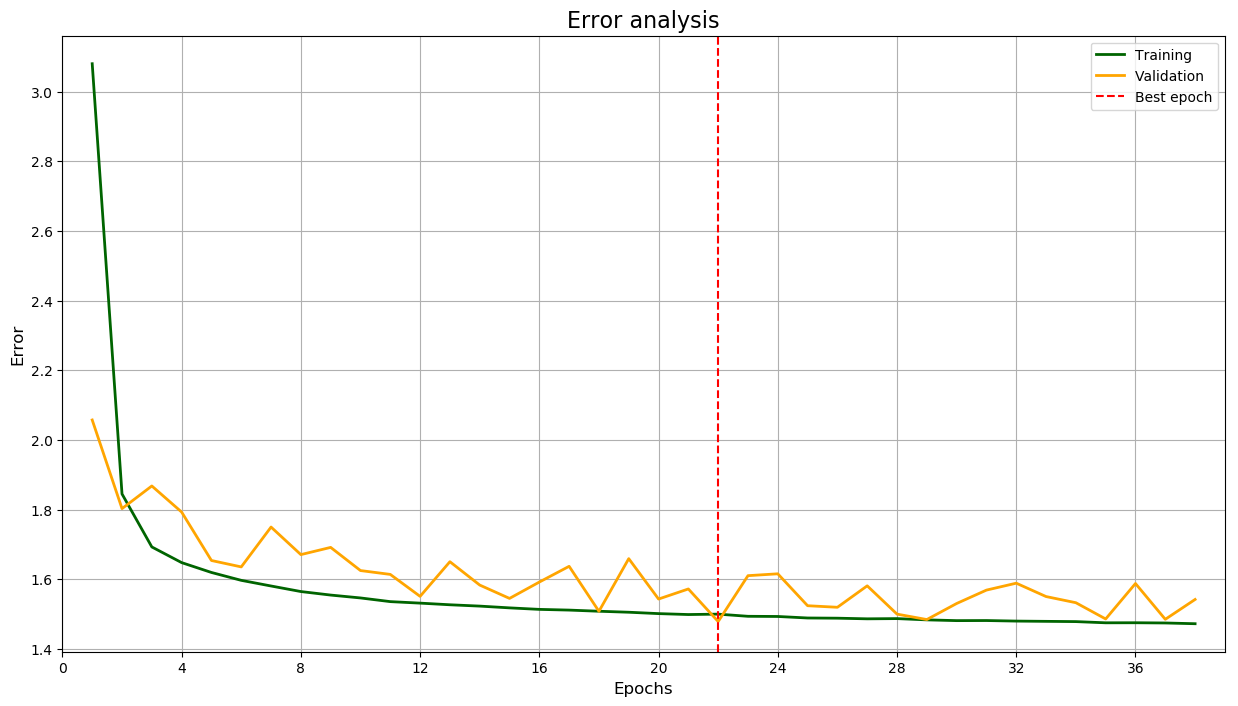 Error analysis
Training
Validation
Best epoch
3.0
2.8
2.6
2.4
2.2
2.0
1.8
1.6
1.4
Error
0 4 8 12 16 20 24 28 32 36
Epochs